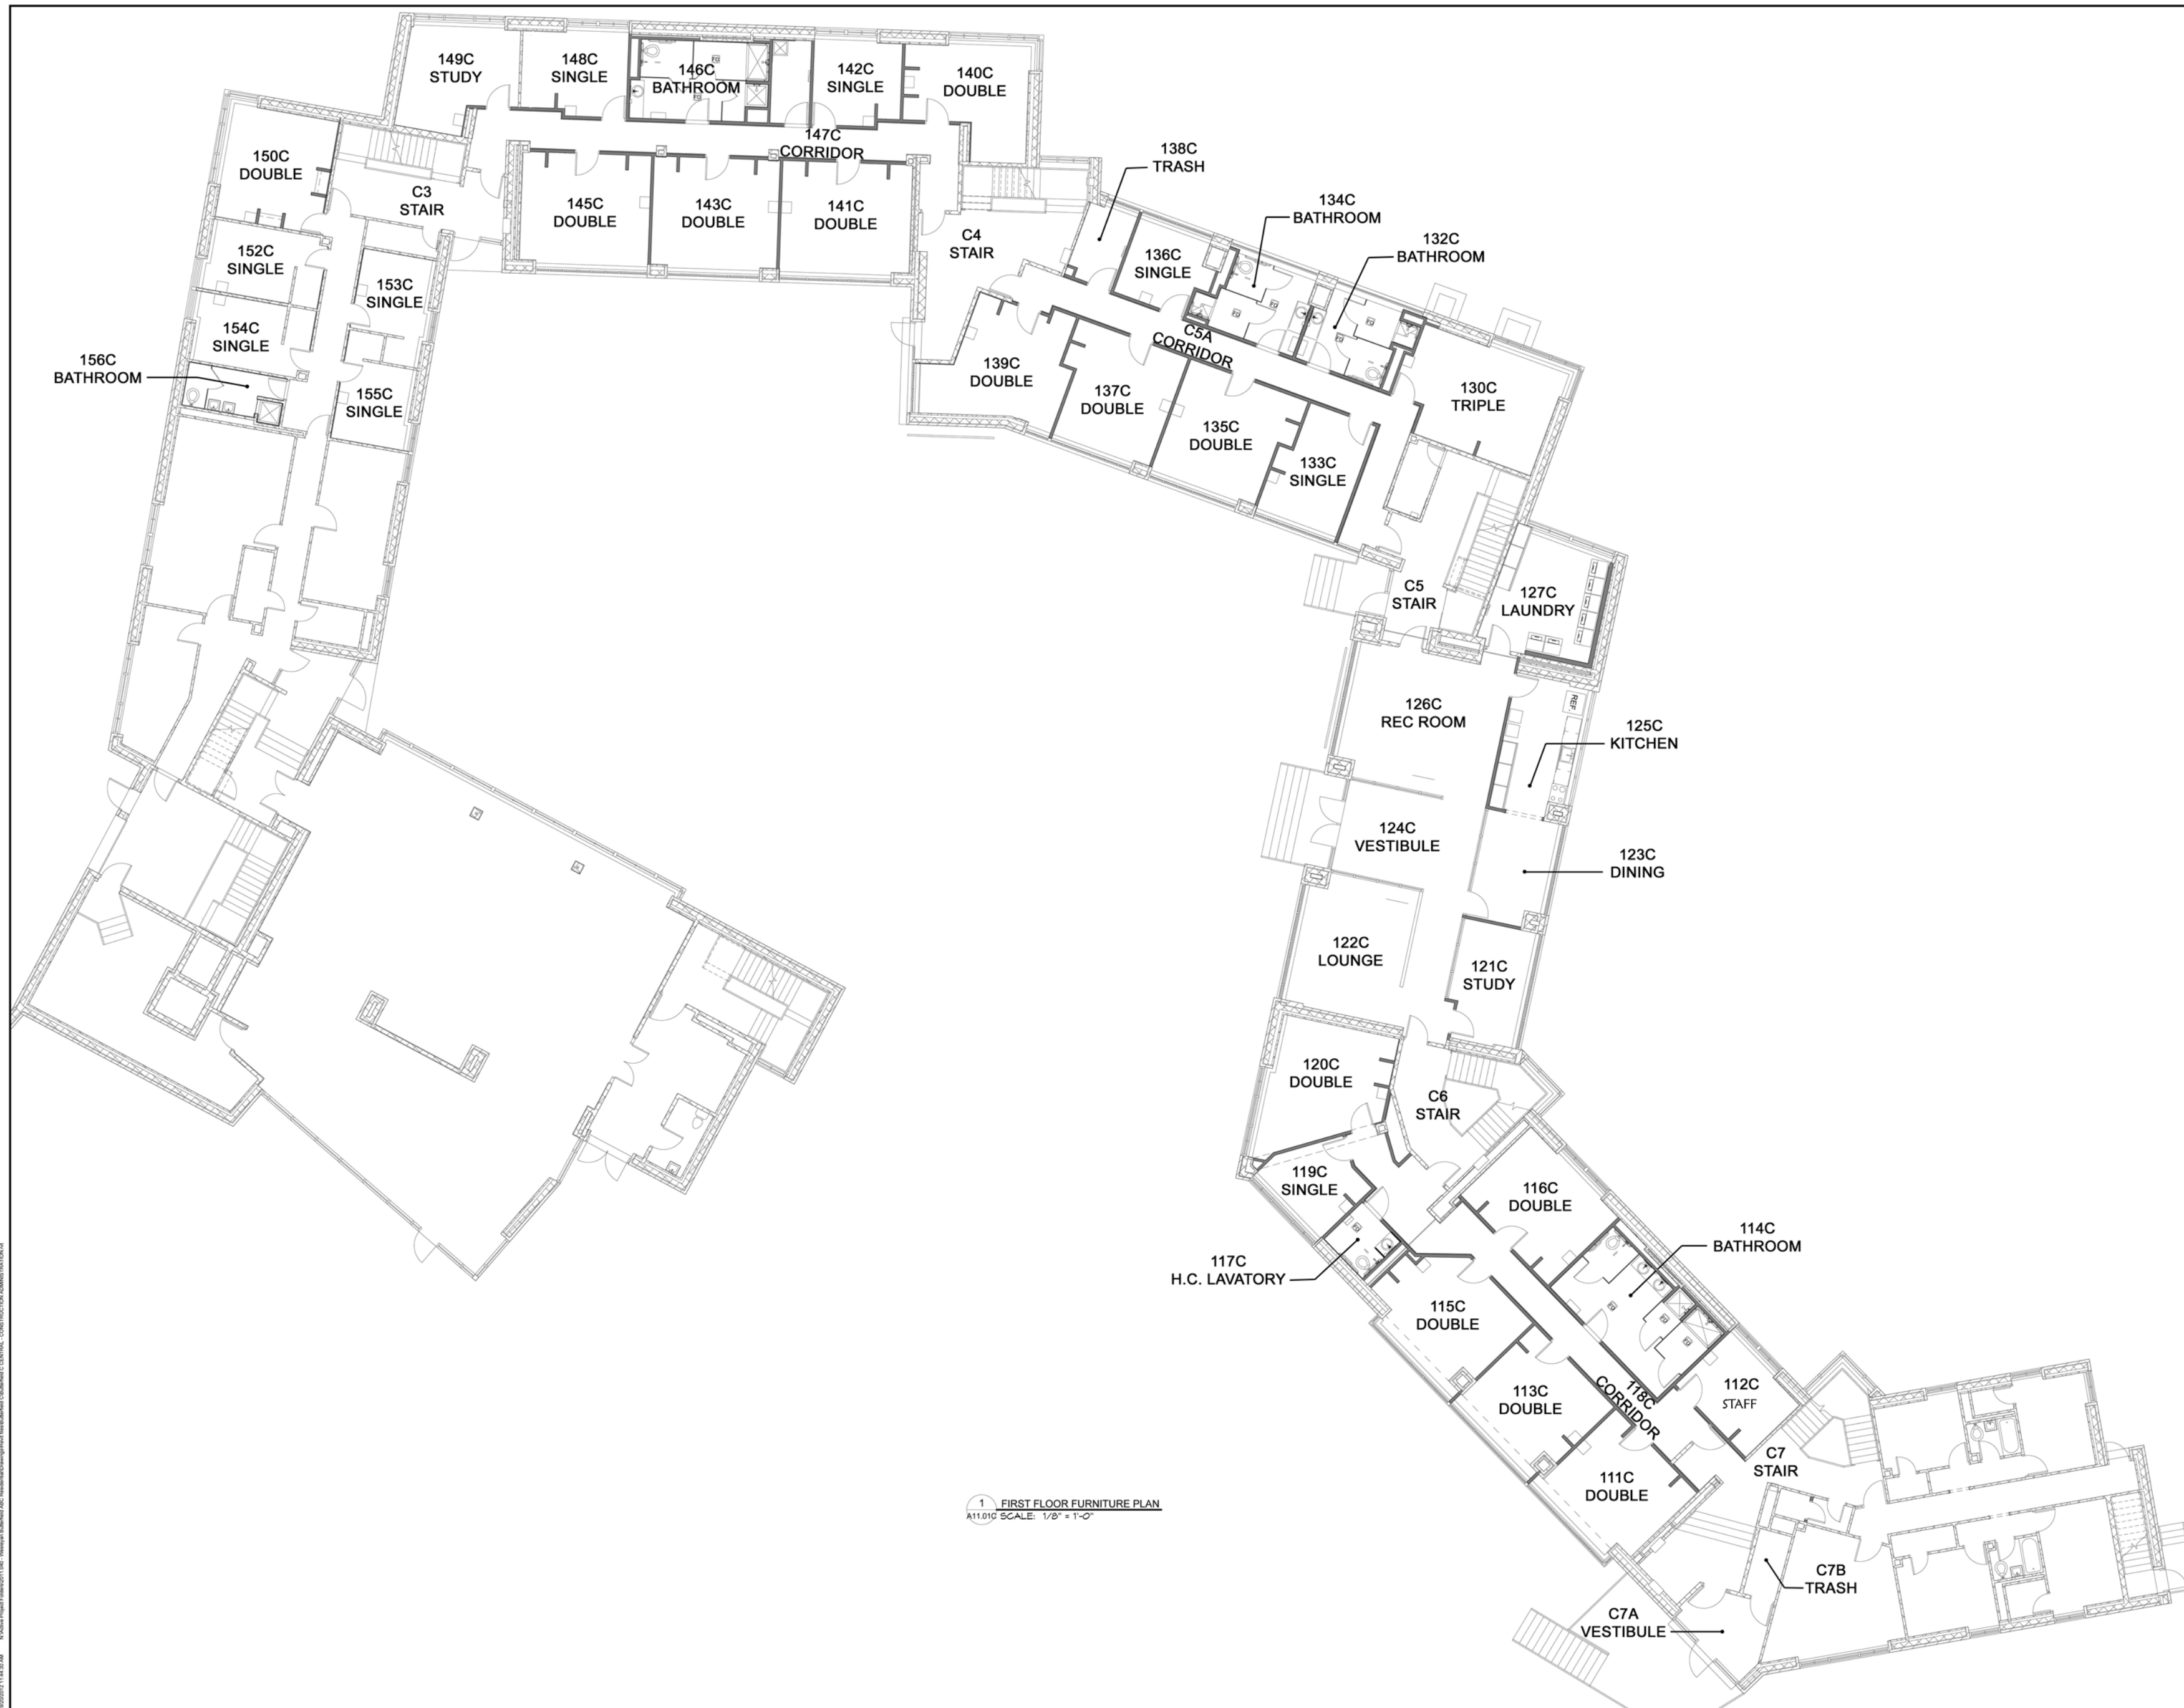 149C
STUDY
148C
SINGLE
146C
BATHROOM
142C
SINGLE
140C
DOUBLE
147C
CORRIDOR
150C
DOUBLE
C3
STAIR
145C
DOUBLE
143C
DOUBLE
141C
DOUBLE
138C
TRASH
134C
BATHROOM
132C
BATHROOM
C4
STAIR
136C
SINGLE
152C
SINGLE
153C
SINGLE
154C
SINGLE
156C
BATHROOM
155C
SINGLE
C5A
CORRIDOR
139C
DOUBLE
137C
DOUBLE
135C
DOUBLE
133C
SINGLE
130C
TRIPLE
C5
STAIR
127C
LAUNDRY
126C
REC ROOM
REF.
125C
KITCHEN
124C
VESTIBULE
123C
DINING
122C
LOUNGE
121C
STUDY
120C
DOUBLE
C6
STAIR
119C
SINGLE
116C
DOUBLE
114C
BATHROOM
117C
H.C. LAVATORY
115C
DOUBLE
113C
DOUBLE
118C
CORRIDOR
112C
STAFF
111C
DOUBLE
C7
STAIR
C7B
TRASH
C7A
VESTIBULE
1 FIRST FLOOR FURNITURE PLAN
A11.01C SCALE: 1/8" = 1'-0"